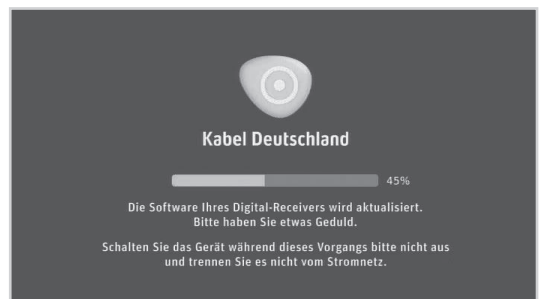 Kabel Deutschland
45%
Die Software Ihres Digital-Receivers wird aktualisiert.
Bitte haben Sie etwas Geduld.
Schalten Sie das Gerät während dieses Vorgangs bitte nicht aus
und trennen Sie es nicht vom Stromnetz.